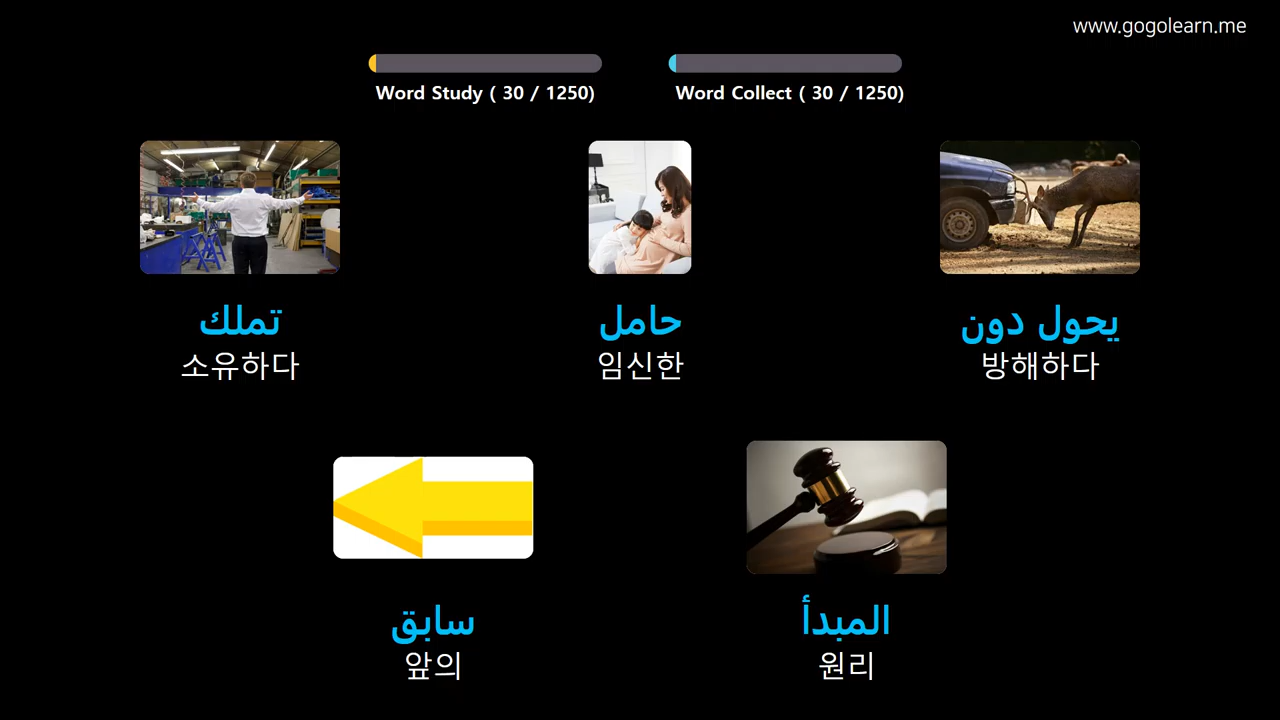 www.gogolearn.me
Word Study ( 30 / 1250)
Word Collect ( 30 / 1250)
تملك
소유하다
حامل
임신한
يحول دون
방해하다
سابق
앞의
المبدأ
원리